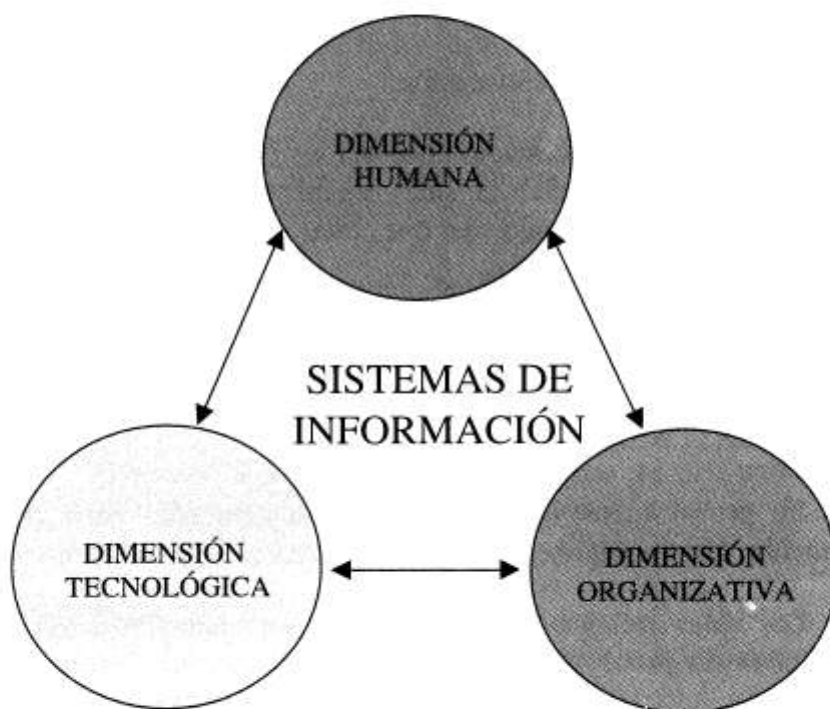 DIMENSIÓN
HUMANA
SISTEMAS DE
INFORMACIÓN
DIMENSIÓN
TECNOLÓGICA
DIMENSIÓN
ORGANIZATIVA